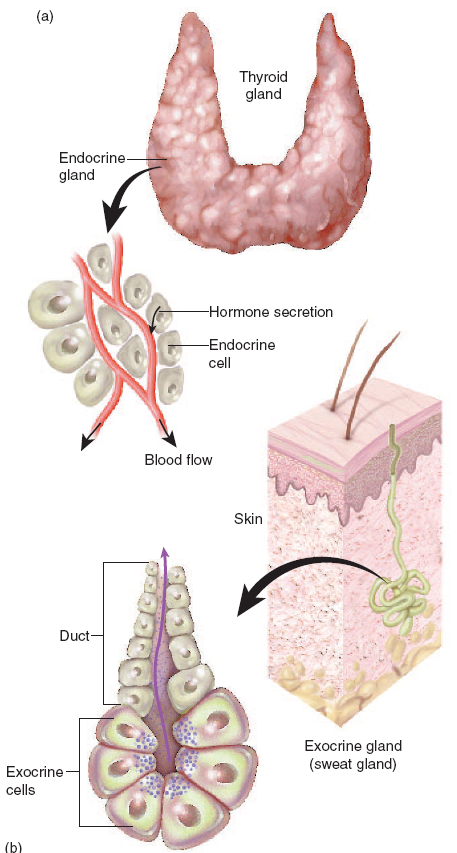 (a)
Thyroid
gland
Endocrine
gland
Hormone secretion
Endocrine
cell
Blood flow
Skin
Duct
Exocrine gland
(sweat gland)
Exocrine
cells
(b)